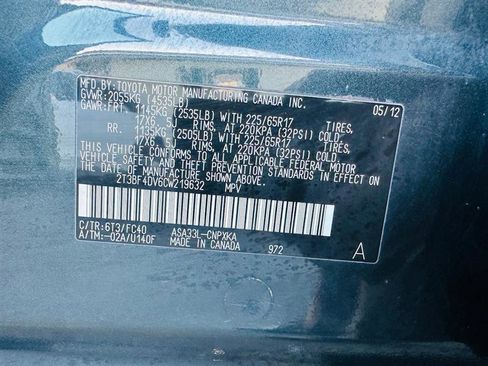 MFD. BY:TOYOTA MOTOR MANUFACTURING CANADA INC.
GVWR: 2055KG (4535LB) 05/12
GAWR:FRT. 1145KG (2535LB) WITH 225/65R17 TIRES,
17X6.5J RIMS, AT 220KPA (32PSI) COLD.
RR. 1135KG (2505LB) WITH 225/65R17 TIRES,
17X6.5J RIMS, AT 220KPA (32PSI) COLD.
THIS VEHICLE CONFORMS TO ALL APPLICABLE FEDERAL MOTOR
VEHICLE SAFETY AND THEFT PREVENTION STANDARDS IN EFFECT
ON THE DATE OF MANUFACTURE SHOWN ABOVE.
2T3BF4DV6CW219632 MPV
C/TR:6T3/FC40 ASA33L-CNPXKA A
A/TM:-02A/U140F MADE IN CANADA 972